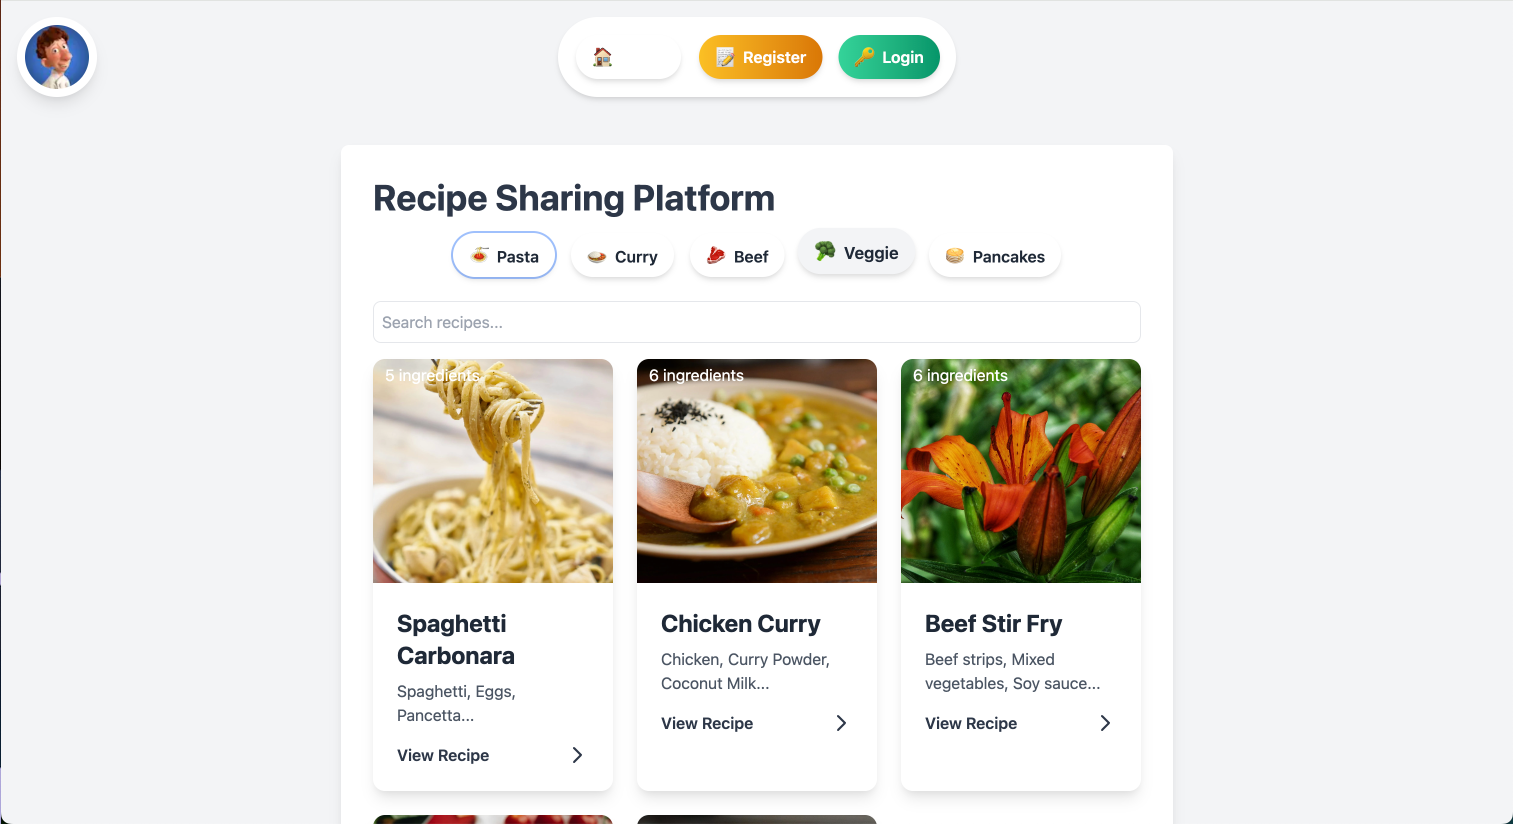 Register
Login
Recipe Sharing Platform
Pasta
Curry
Beef
Veggie
Pancakes
Search recipes...
5 ingredients
6 ingredients
6 ingredients
Spaghetti
Carbonara
Spaghetti, Eggs,
Pancetta...
View Recipe
Chicken Curry
Chicken, Curry Powder,
Coconut Milk...
View Recipe
Beef Stir Fry
Beef strips, Mixed
vegetables, Soy sauce...
View Recipe